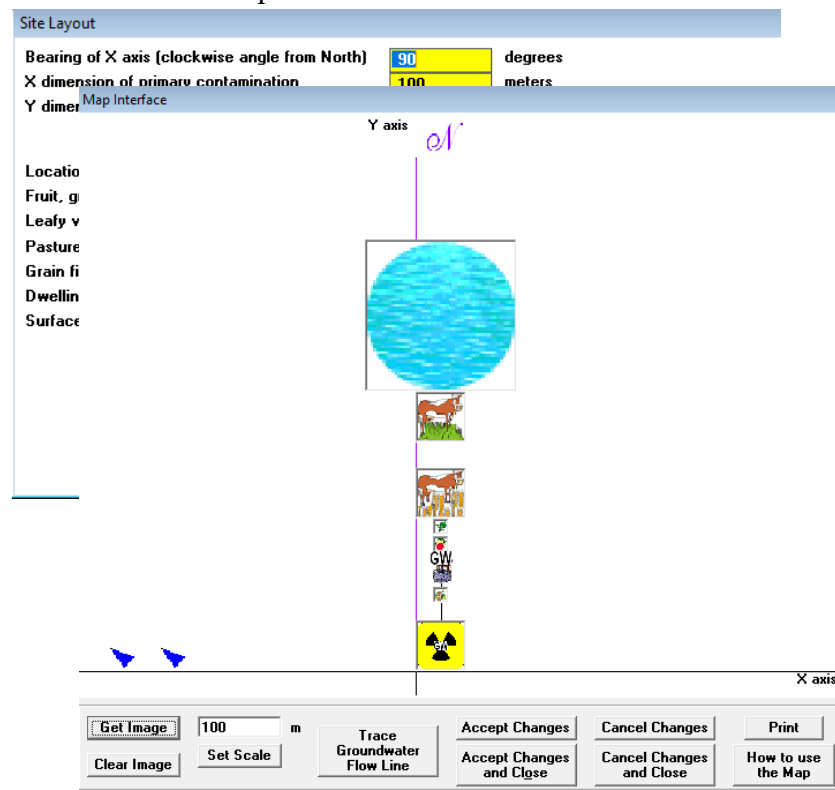 Site Layout
Bearing of X axis (clockwise angle from North) 90 degrees
X dimension of primary contamination 100 meters
Y dimen
Map Interface
Y axis
N
Locatio
Fruit, g
Leafy v
Pasture
Grain fi
Dwellin
Surface
GW
X axis
Get Image 100 m
Set Scale
Clear Image
Trace
Groundwater
Flow Line
Accept Changes
Cancel Changes
Print
Accept Changes
and Close
Cancel Changes
and Close
How to use
the Map